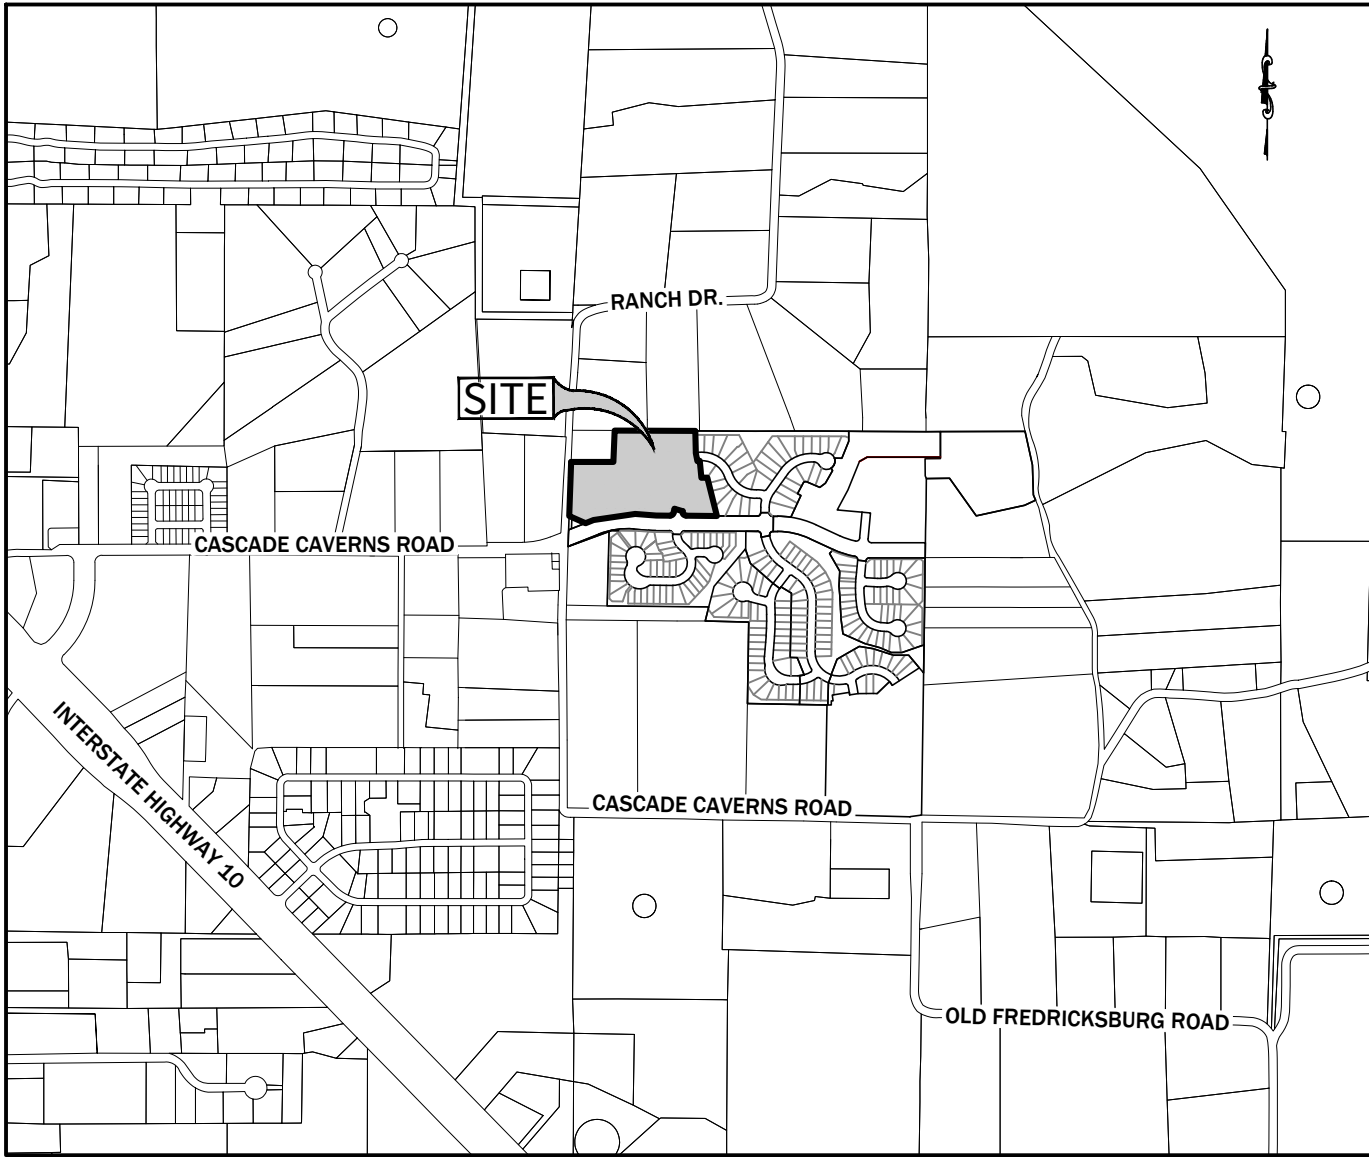 RANCH DR.
SITE
CASCADE CAVERNS ROAD
INTERSTATE HIGHWAY 10
CASCADE CAVERNS ROAD
OLD FREDRICKSBURG ROAD